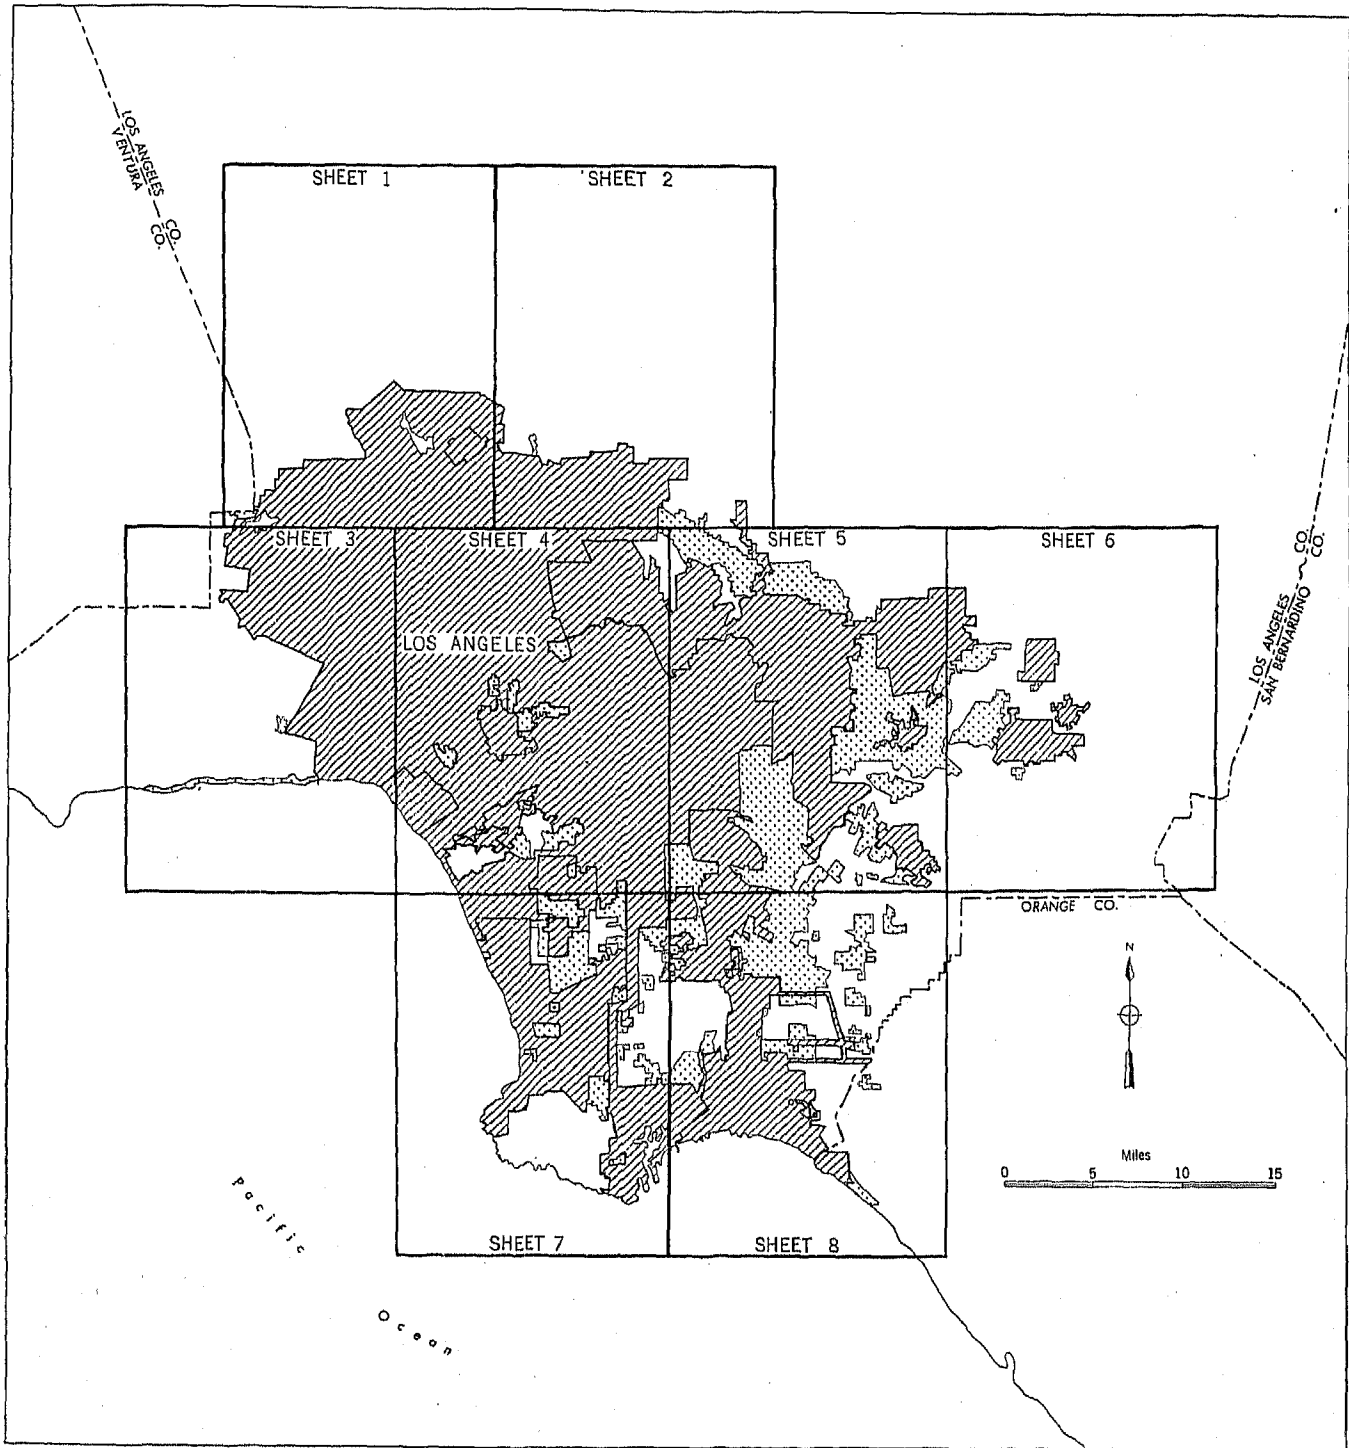 LOS ANGELES CO.
VENTURA CO.
SHEET 1
SHEET 2
SHEET 3
SHEET 4
SHEET 5
SHEET 6
LOS ANGELES CO.
SAN BERNARDINO CO.
LOS ANGELES
ORANGE CO.
N
Miles
0 5 10 15
Pacific
Ocean
SHEET 7
SHEET 8